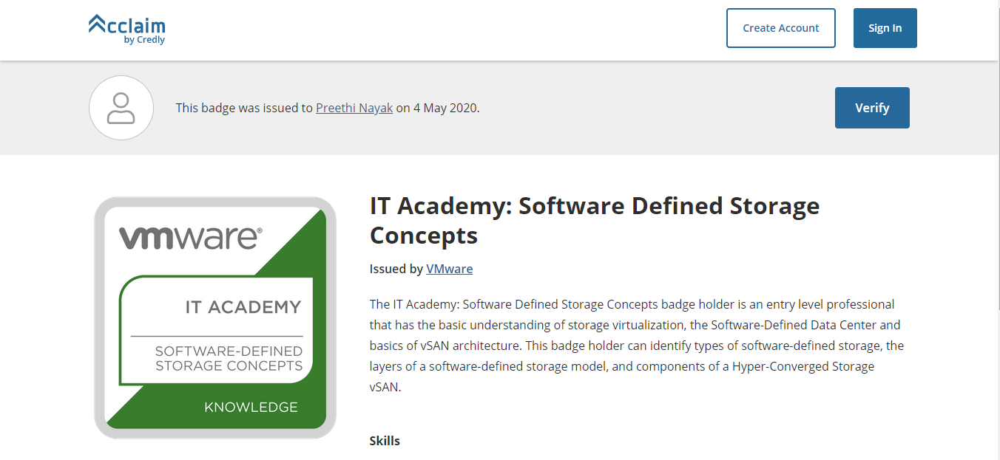 Acclaim
by Credly
Create Account
Sign In
This badge was issued to Preethi Nayak on 4 May 2020.
Verify
vmware®
IT ACADEMY
SOFTWARE-DEFINED
STORAGE CONCEPTS
KNOWLEDGE
IT Academy: Software Defined Storage
Concepts
Issued by VMware
The IT Academy: Software Defined Storage Concepts badge holder is an entry level professional
that has the basic understanding of storage virtualization, the Software-Defined Data Center and
basics of vSAN architecture. This badge holder can identify types of software-defined storage, the
layers of a software-defined storage model, and components of a Hyper-Converged Storage
vSAN.
Skills